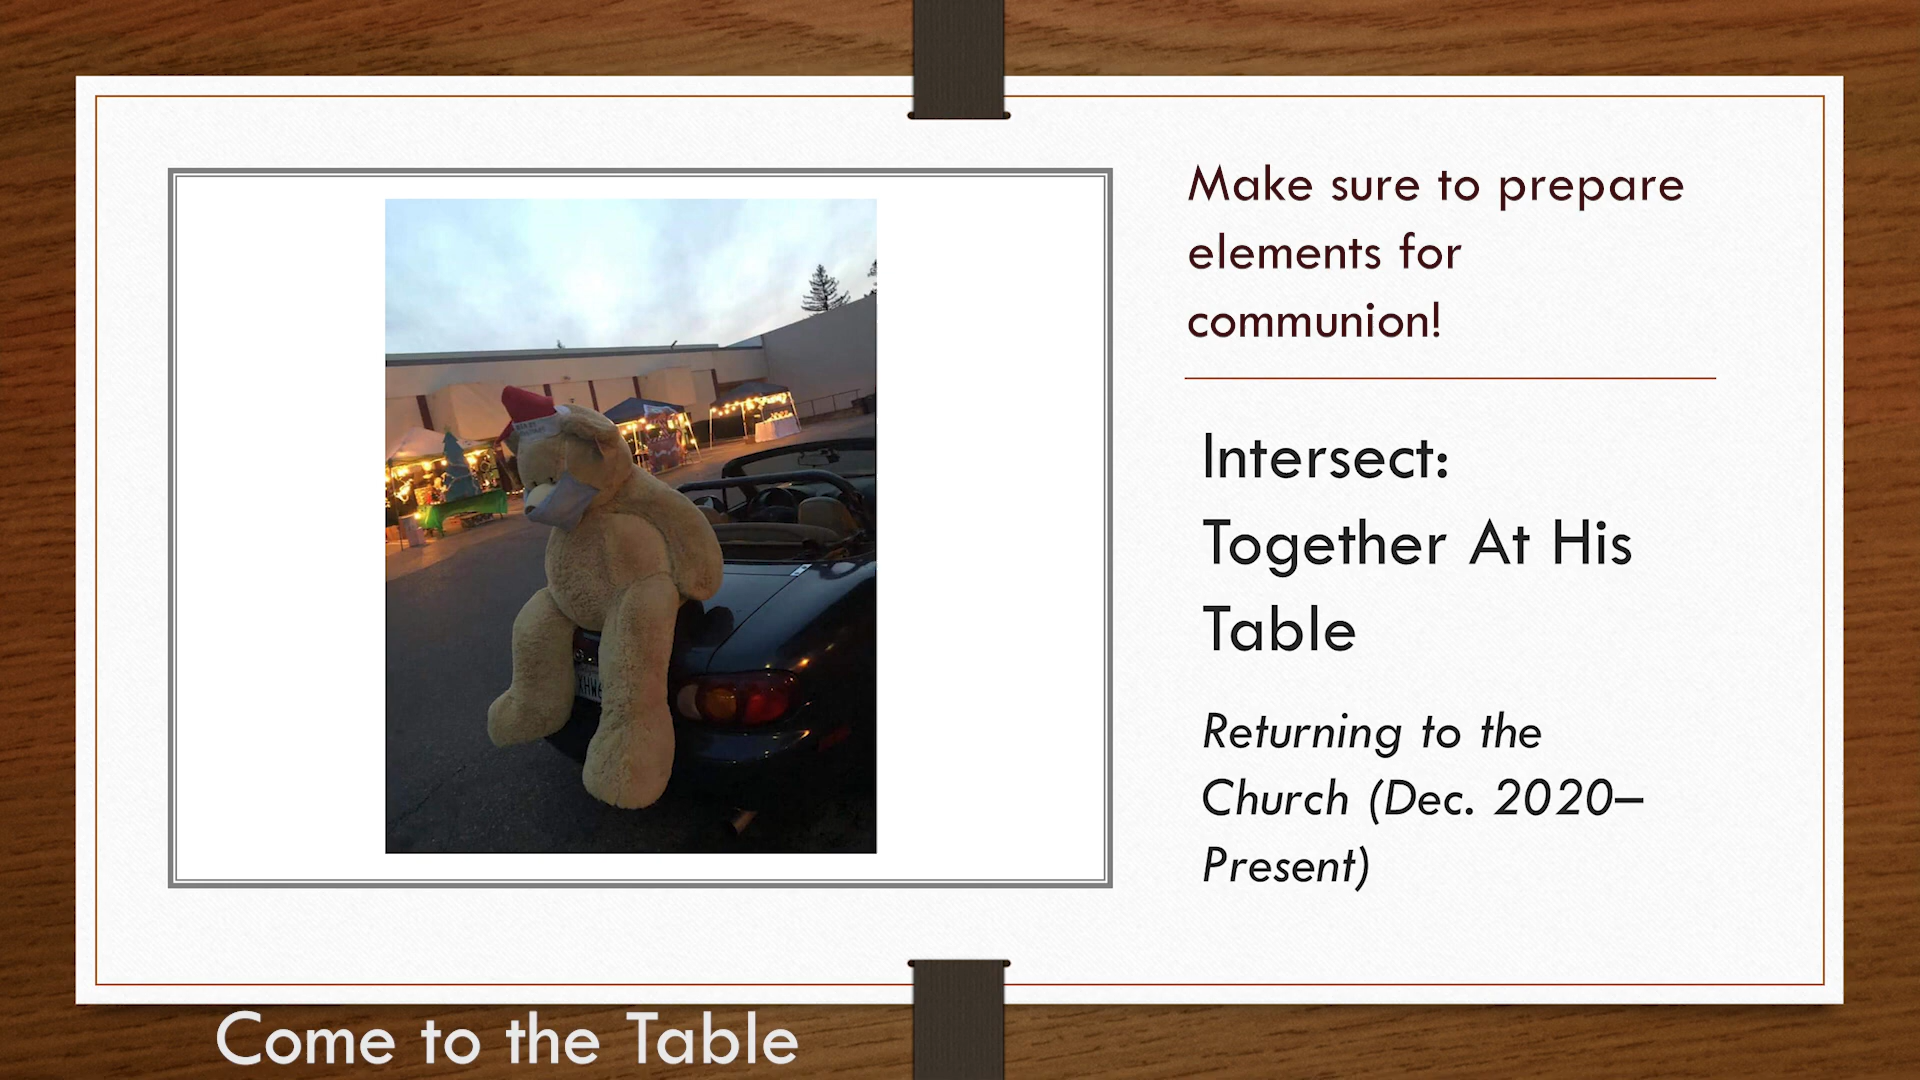 Make sure to prepare
elements for
communion!
Intersect:
Together At His
Table
Returning to the
Church (Dec. 2020–
Present)
Come to the Table